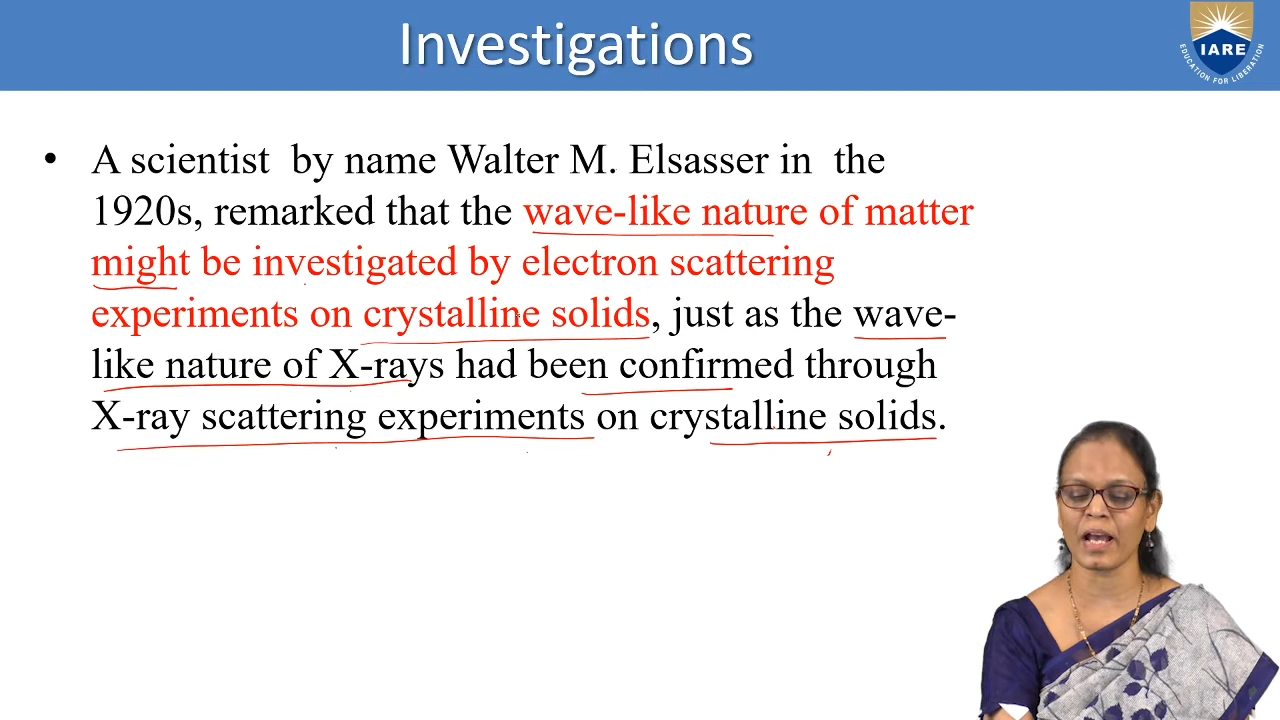 Investigations
IARE
EDUCATION FOR LIBERATION
• A scientist by name Walter M. Elsasser in the
1920s, remarked that the wave-like nature of matter
might be investigated by electron scattering
experiments on crystalline solids, just as the wave-
like nature of X-rays had been confirmed through
X-ray scattering experiments on crystalline solids.